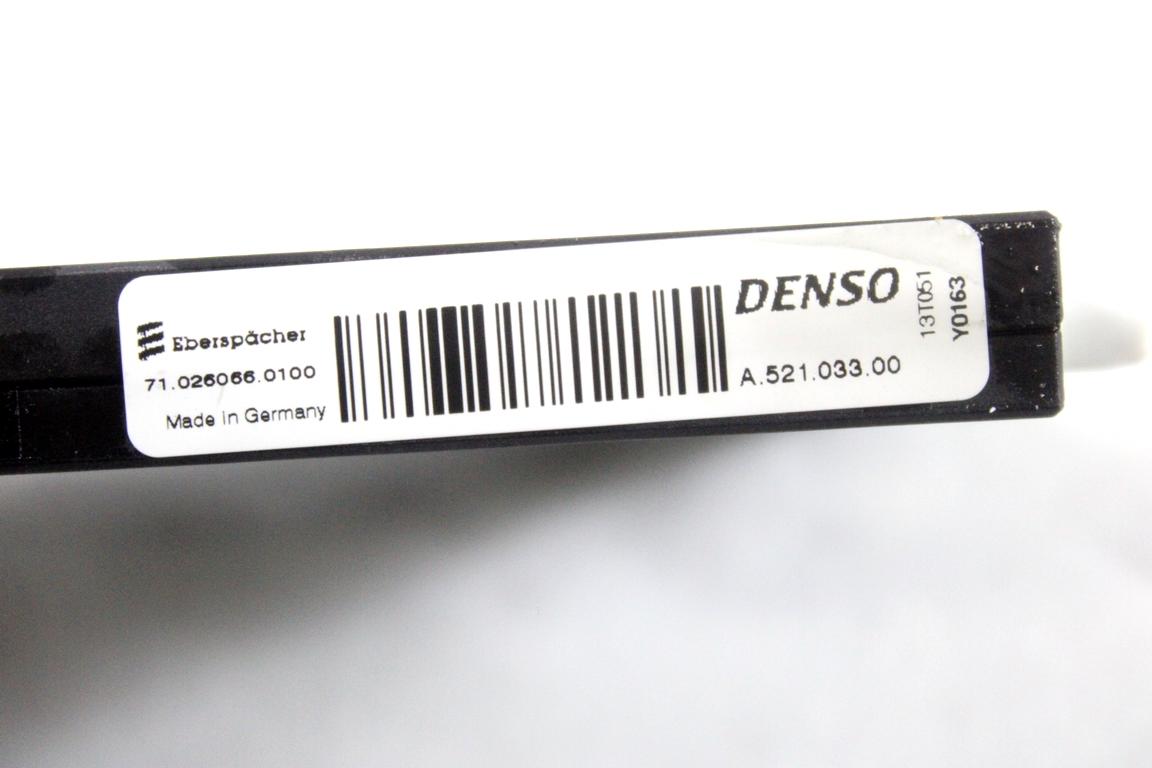 Eberspächer
71.026066.0100
Made in Germany
DENSO
A.521.033.00
13T051
Y0163